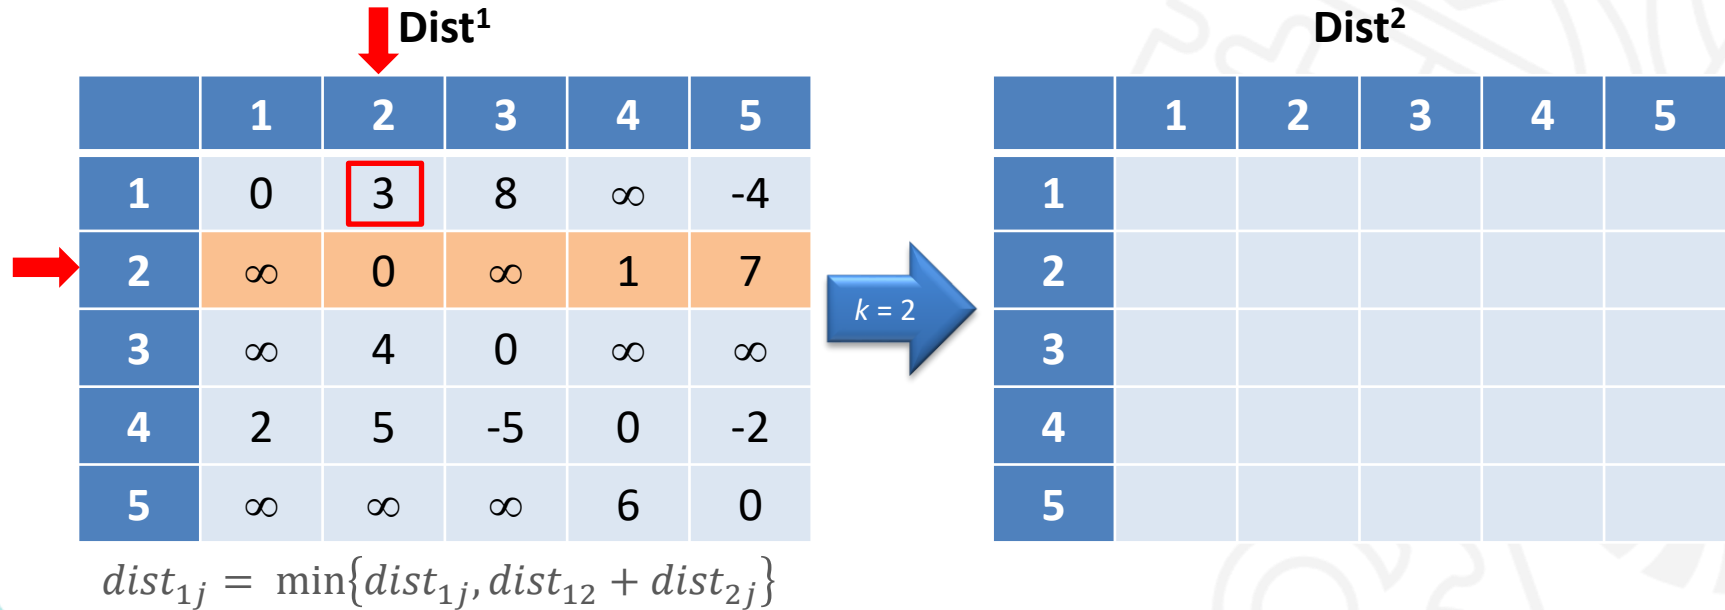 Dist¹
Dist²
1 2 3 4 5
1 0 3 8 ∞ -4
2 ∞ 0 ∞ 1 7
3 ∞ 4 0 ∞ ∞
4 2 5 -5 0 -2
5 ∞ ∞ ∞ 6 0
k = 2
1 2 3 4 5
1
2
3
4
5
dist₁ⱼ = min{dist₁ⱼ, dist₁₂ + dist₂ⱼ}